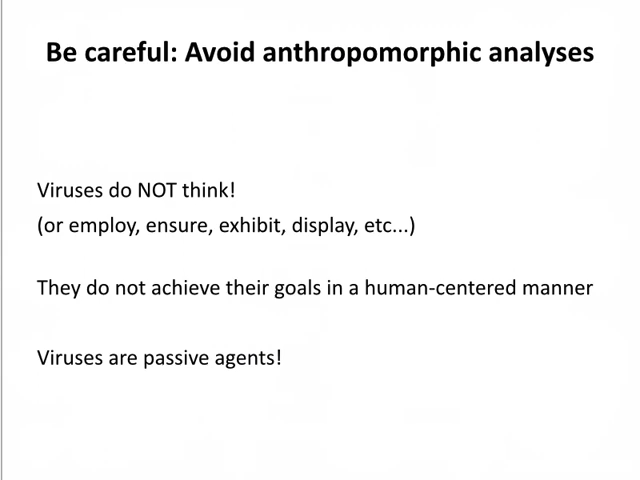 Be careful: Avoid anthropomorphic analyses
Viruses do NOT think!
(or employ, ensure, exhibit, display, etc...)
They do not achieve their goals in a human-centered manner
Viruses are passive agents!